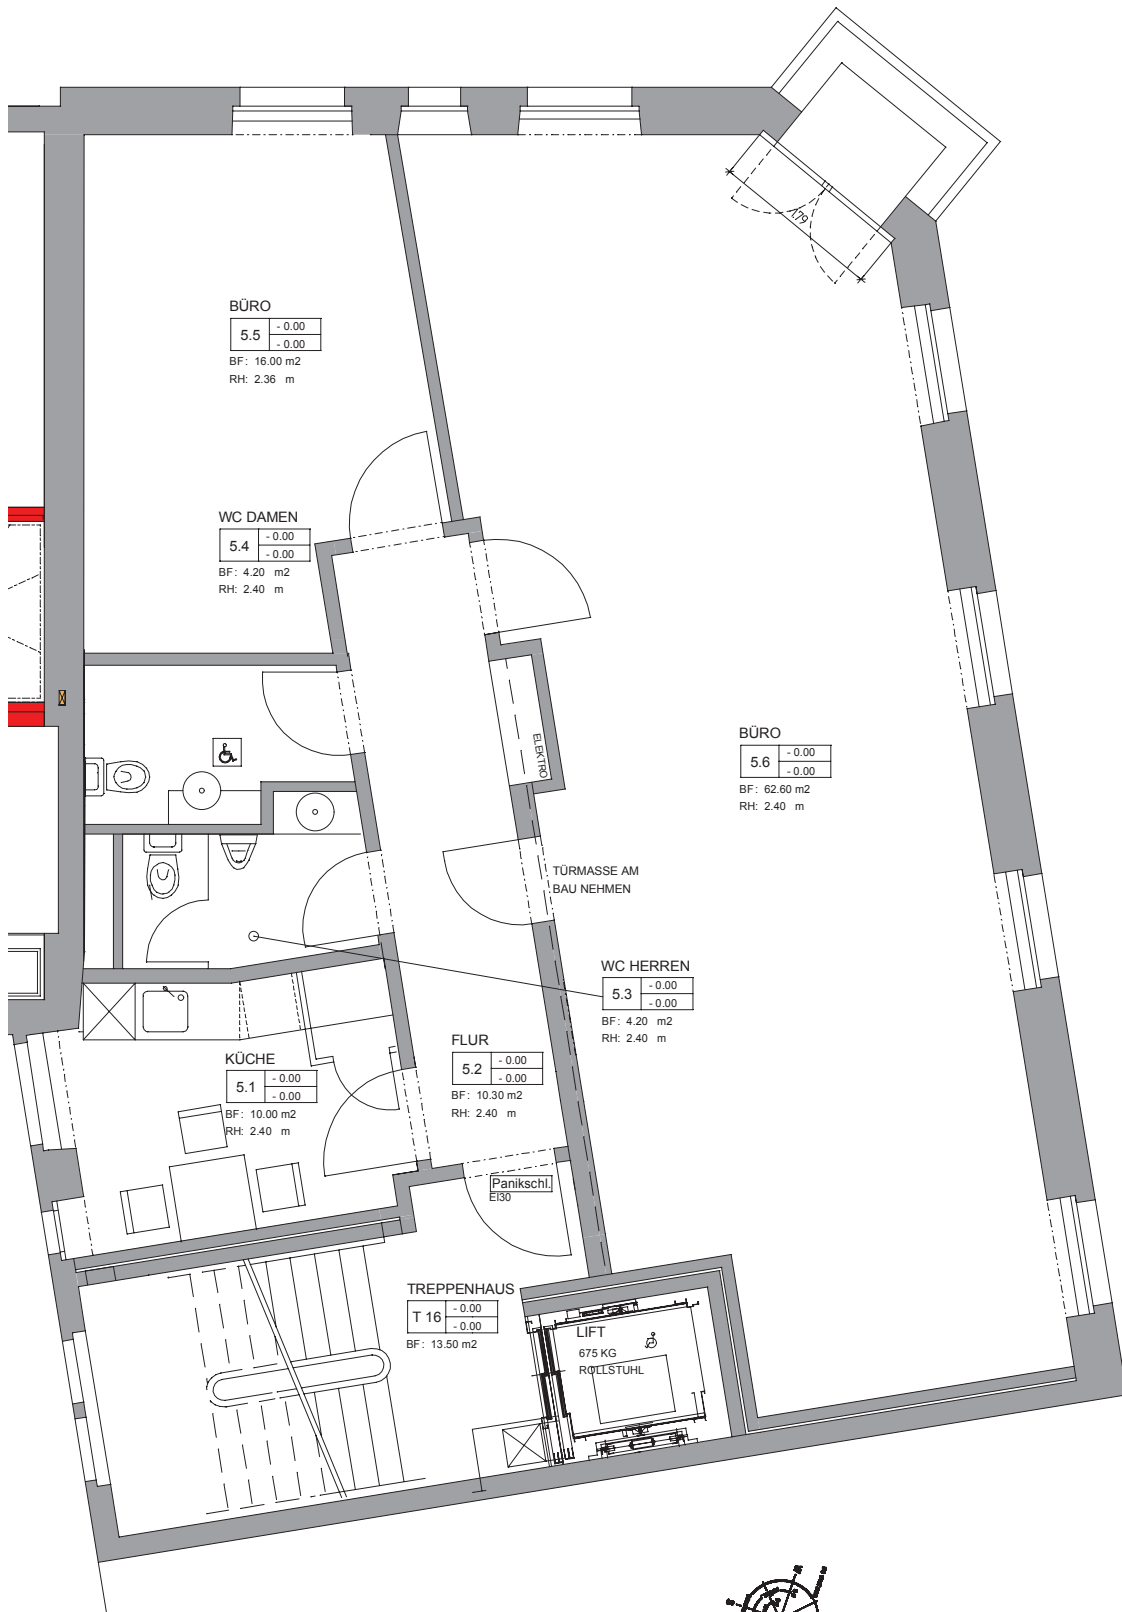 1.79
BÜRO
5.5
- 0.00
- 0.00
BF: 16.00 m2
RH: 2.36 m
WC DAMEN
5.4
- 0.00
- 0.00
BF: 4.20 m2
RH: 2.40 m
ELEKTRO
BÜRO
5.6
- 0.00
- 0.00
BF: 62.60 m2
RH: 2.40 m
TÜRMASSE AM
BAU NEHMEN
WC HERREN
5.3
- 0.00
- 0.00
BF: 4.20 m2
RH: 2.40 m
FLUR
5.2
- 0.00
- 0.00
BF: 10.30 m2
RH: 2.40 m
KÜCHE
5.1
- 0.00
- 0.00
BF: 10.00 m2
RH: 2.40 m
Panikschl.
EI30
TREPPENHAUS
T 16
- 0.00
- 0.00
BF: 13.50 m2
LIFT
675 KG
ROLLSTUHL